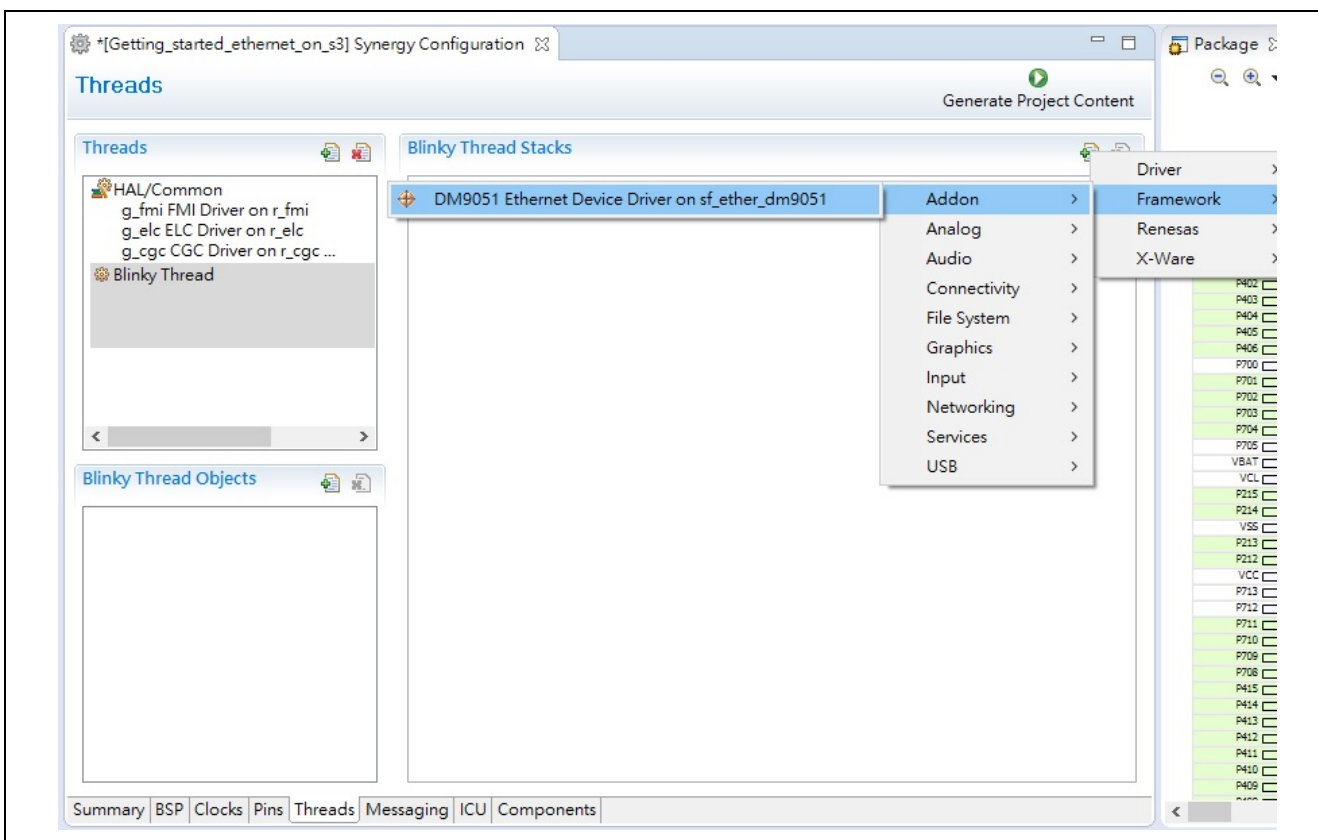 *[Getting_started_ethernet_on_s3] Synergy Configuration
Package
Threads
Generate Project Content
Threads
Blinky Thread Stacks
HAL/Common
g_fmi FMI Driver on r_fmi
g_elc ELC Driver on r_elc
g_cgc CGC Driver on r_cgc ...
Blinky Thread
DM9051 Ethernet Device Driver on sf_ether_dm9051
Addon
Analog
Audio
Connectivity
File System
Graphics
Input
Networking
Services
USB
Driver
Framework
Renesas
X-Ware
Blinky Thread Objects
P402
P403
P404
P405
P406
P700
P701
P702
P703
P704
P705
VBAT
VCL
P215
P214
VSS
P213
P212
VCC
P713
P712
P711
P710
P709
P708
P415
P414
P413
P412
P411
P410
P409
Summary BSP Clocks Pins Threads Messaging ICU Components